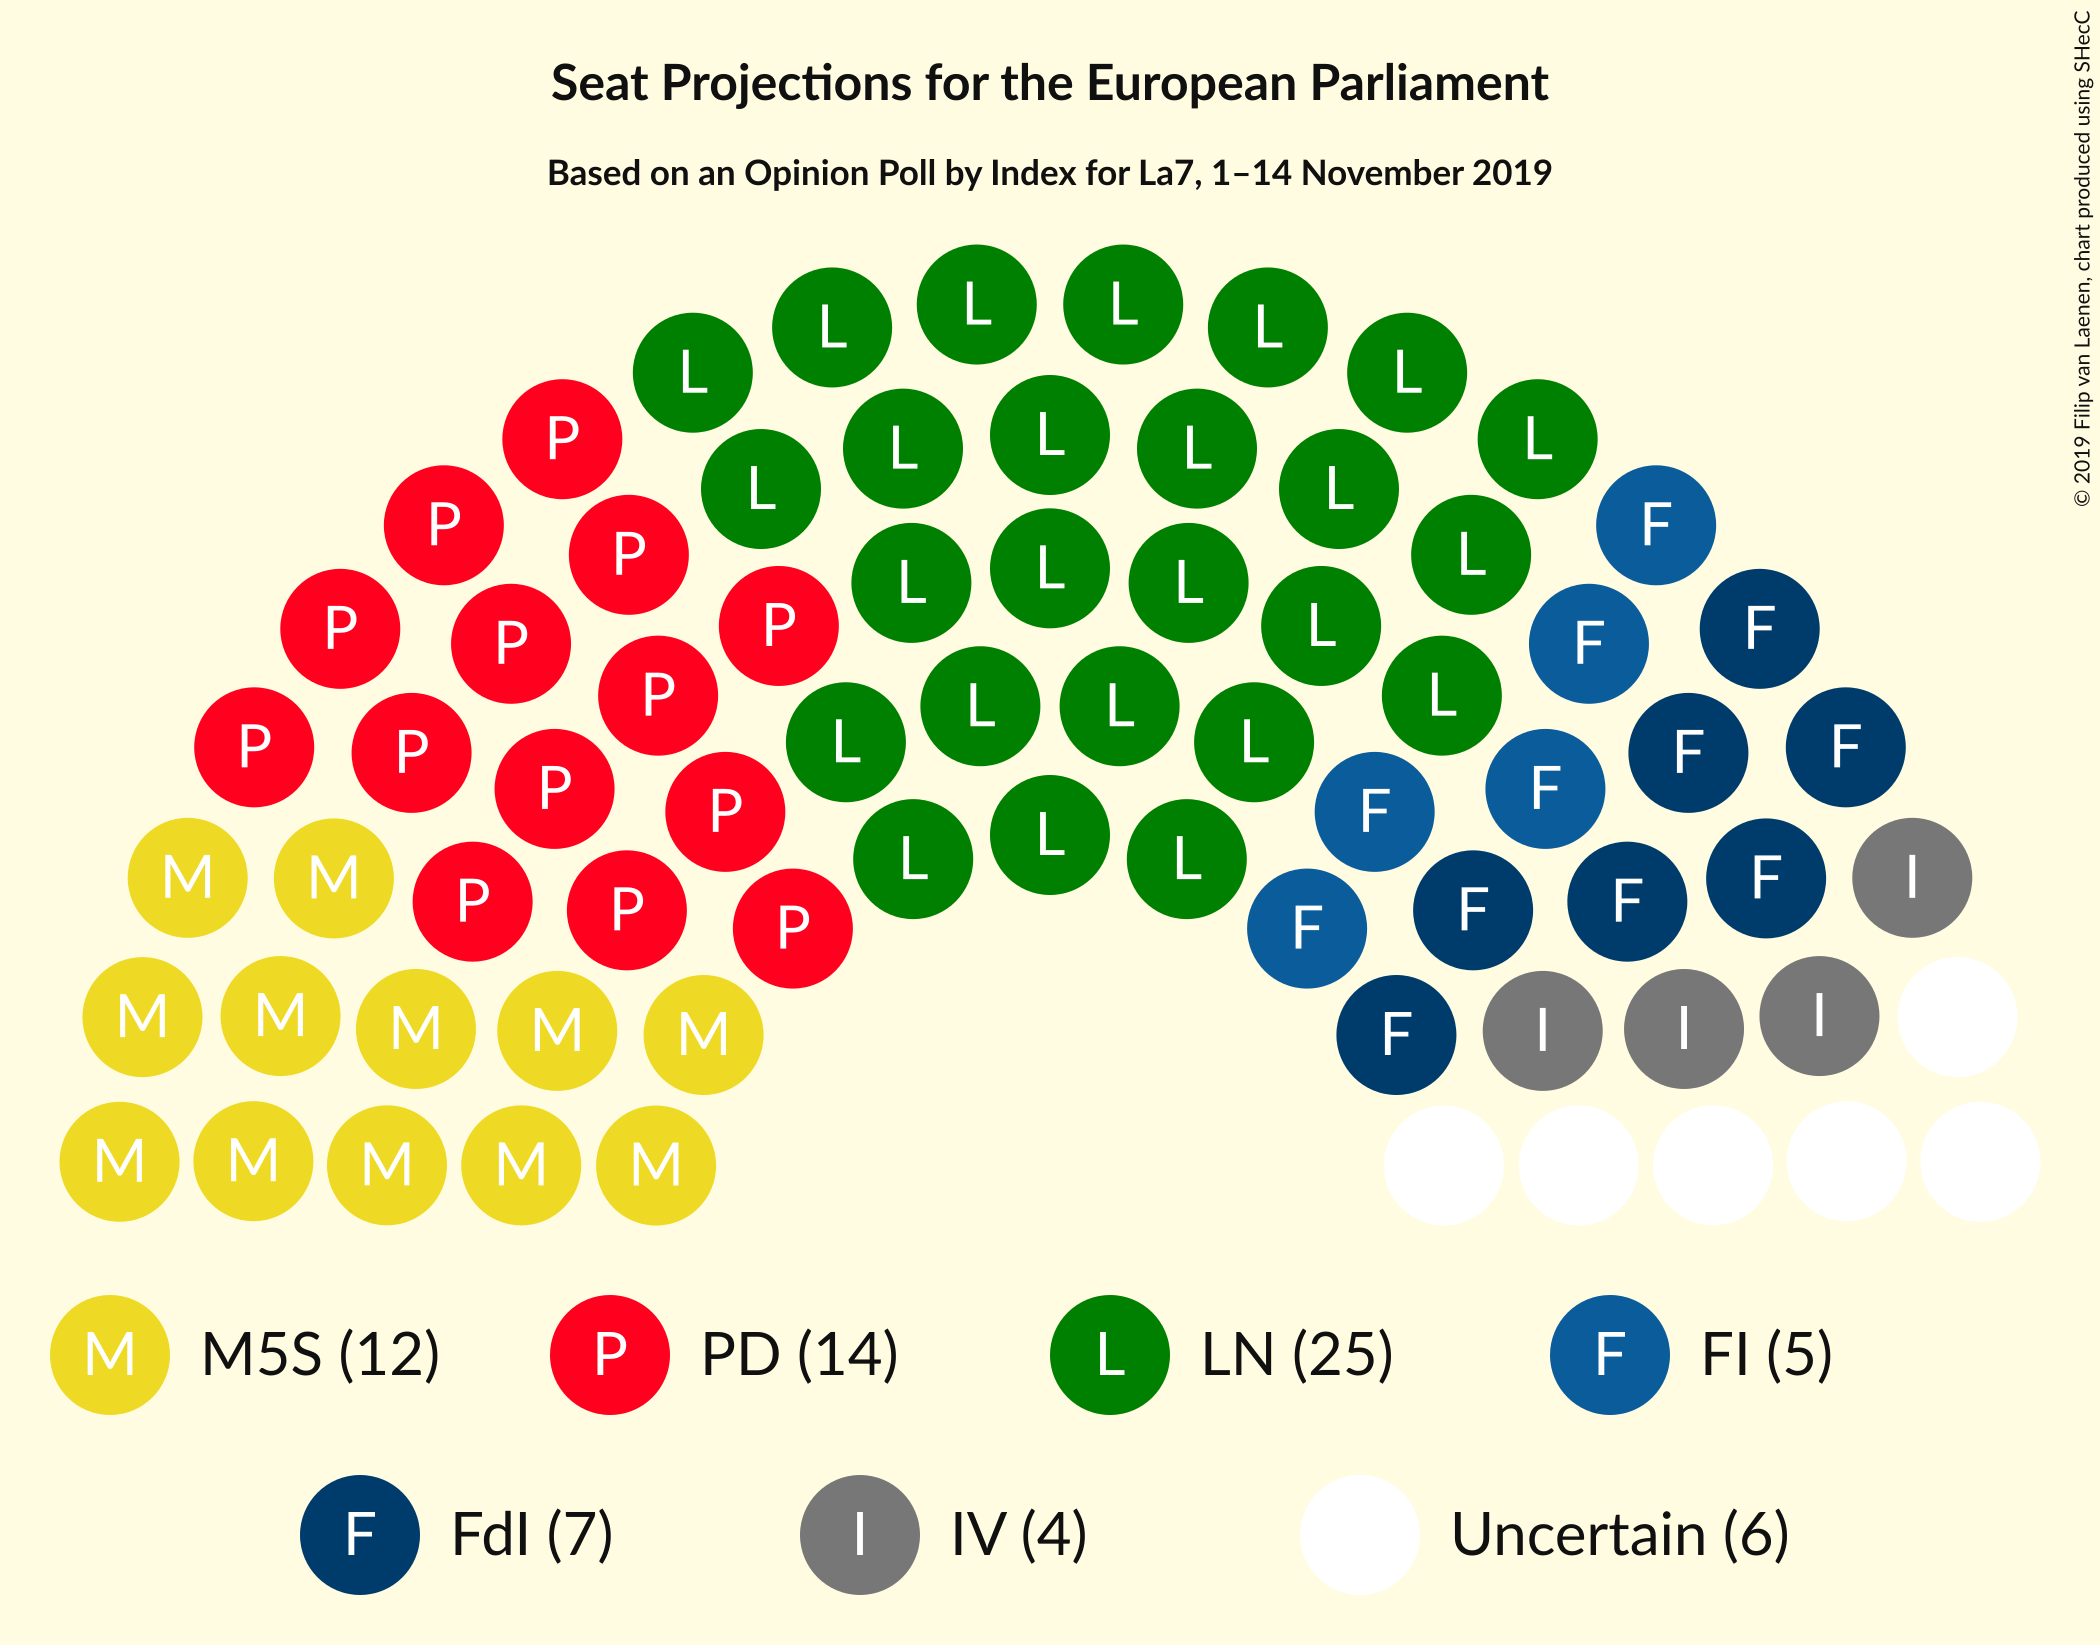 Seat Projections for the European Parliament
Based on an Opinion Poll by Index for La7, 1–14 November 2019
© 2019 Filip van Laenen, chart produced using SHecC
L L L L
L L
P L L L L L L
P P L L F
L L L
P P P L L F F
P L L
P P L L L L F F
P P F F
M M P P P L L L F F F F I
M M M M M F I I I
M M M M M
M M5S (12) P PD (14) L LN (25) F FI (5)
F FdI (7) I IV (4) Uncertain (6)